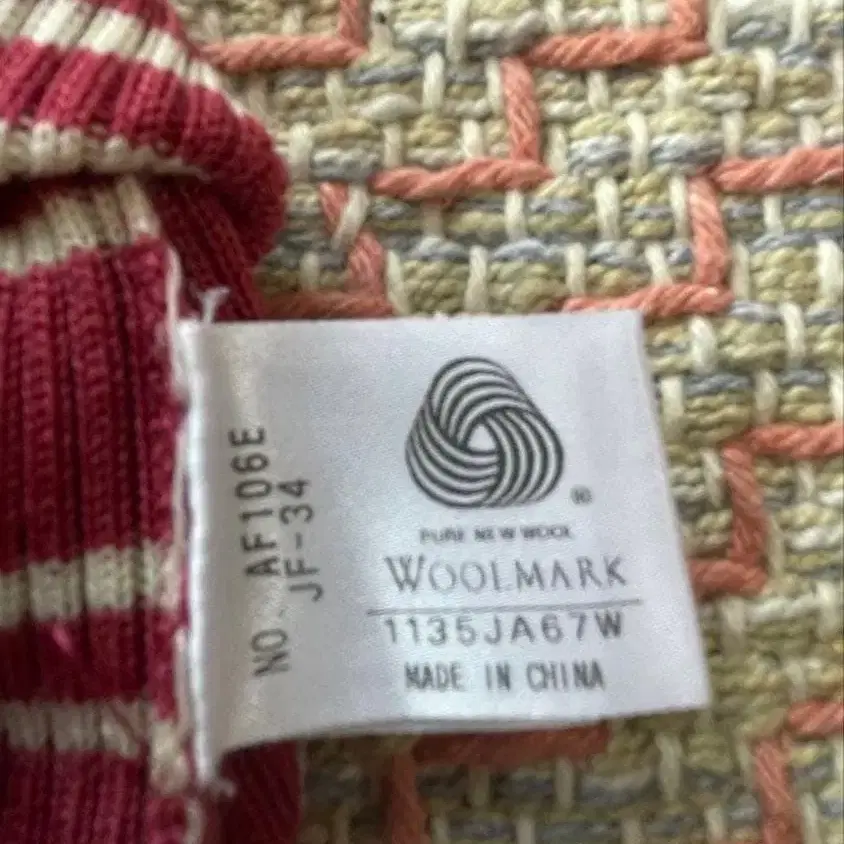 NO. AF106E
JF-34
®
PURE NEW WOOL
WOOLMARK
1135JA67W
MADE IN CHINA